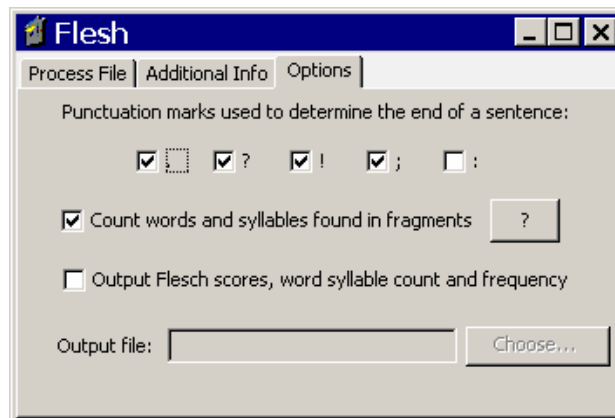 Flesh
Process File Additional Info Options
Punctuation marks used to determine the end of a sentence:
. ? ! ; :
Count words and syllables found in fragments ?
Output Flesch scores, word syllable count and frequency
Output file: Choose...